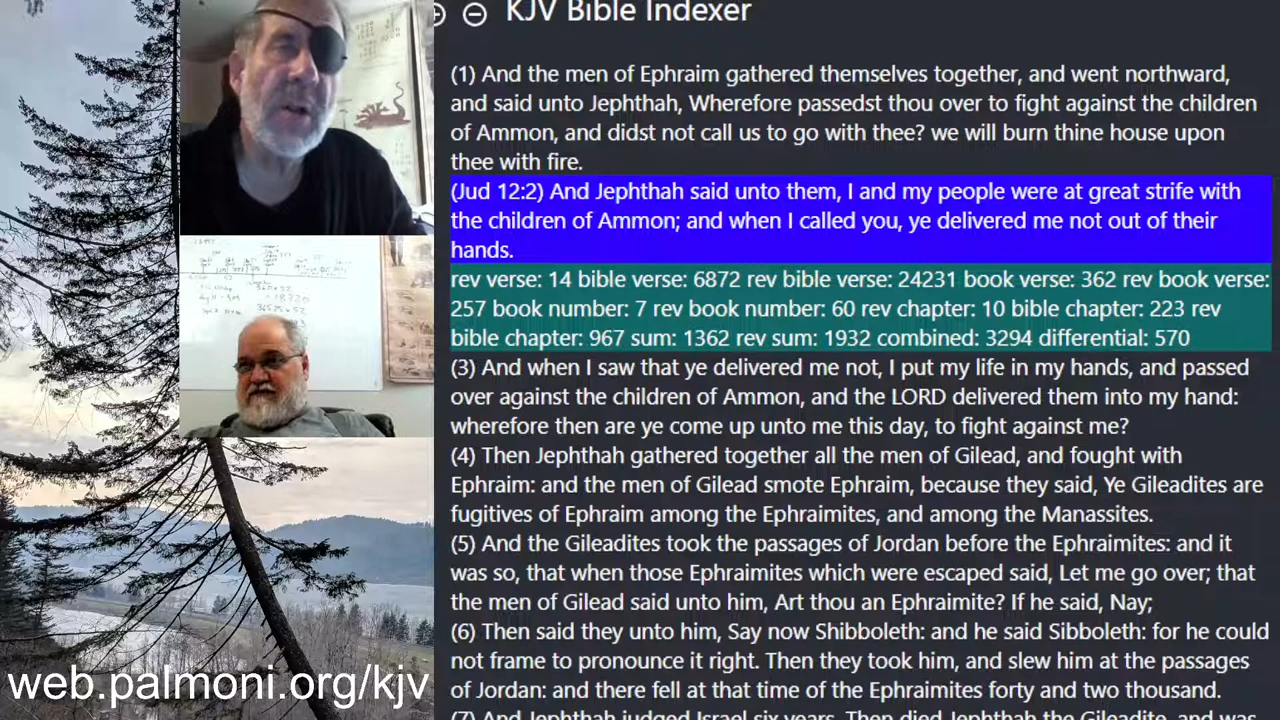 KJV Bible Indexer
(1) And the men of Ephraim gathered themselves together, and went northward,
and said unto Jephthah, Wherefore passedst thou over to fight against the children
of Ammon, and didst not call us to go with thee? we will burn thine house upon
thee with fire.
(Jud 12:2) And Jephthah said unto them, I and my people were at great strife with
the children of Ammon; and when I called you, ye delivered me not out of their
hands.
rev verse: 14 bible verse: 6872 rev bible verse: 24231 book verse: 362 rev book verse:
257 book number: 7 rev book number: 60 rev chapter: 10 bible chapter: 223 rev
bible chapter: 967 sum: 1362 rev sum: 1932 combined: 3294 differential: 570
(3) And when I saw that ye delivered me not, I put my life in my hands, and passed
over against the children of Ammon, and the LORD delivered them into my hand:
wherefore then are ye come up unto me this day, to fight against me?
(4) Then Jephthah gathered together all the men of Gilead, and fought with
Ephraim: and the men of Gilead smote Ephraim, because they said, Ye Gileadites are
fugitives of Ephraim among the Ephraimites, and among the Manassites.
(5) And the Gileadites took the passages of Jordan before the Ephraimites: and it
was so, that when those Ephraimites which were escaped said, Let me go over; that
the men of Gilead said unto him, Art thou an Ephraimite? If he said, Nay;
(6) Then said they unto him, Say now Shibboleth: and he said Sibboleth: for he could
not frame to pronounce it right. Then they took him, and slew him at the passages
of Jordan: and there fell at that time of the Ephraimites forty and two thousand.
(7) And Jephthah judged Israel six years. Then died Jephthah the Gileadite, and was
web.palmoni.org/kjv